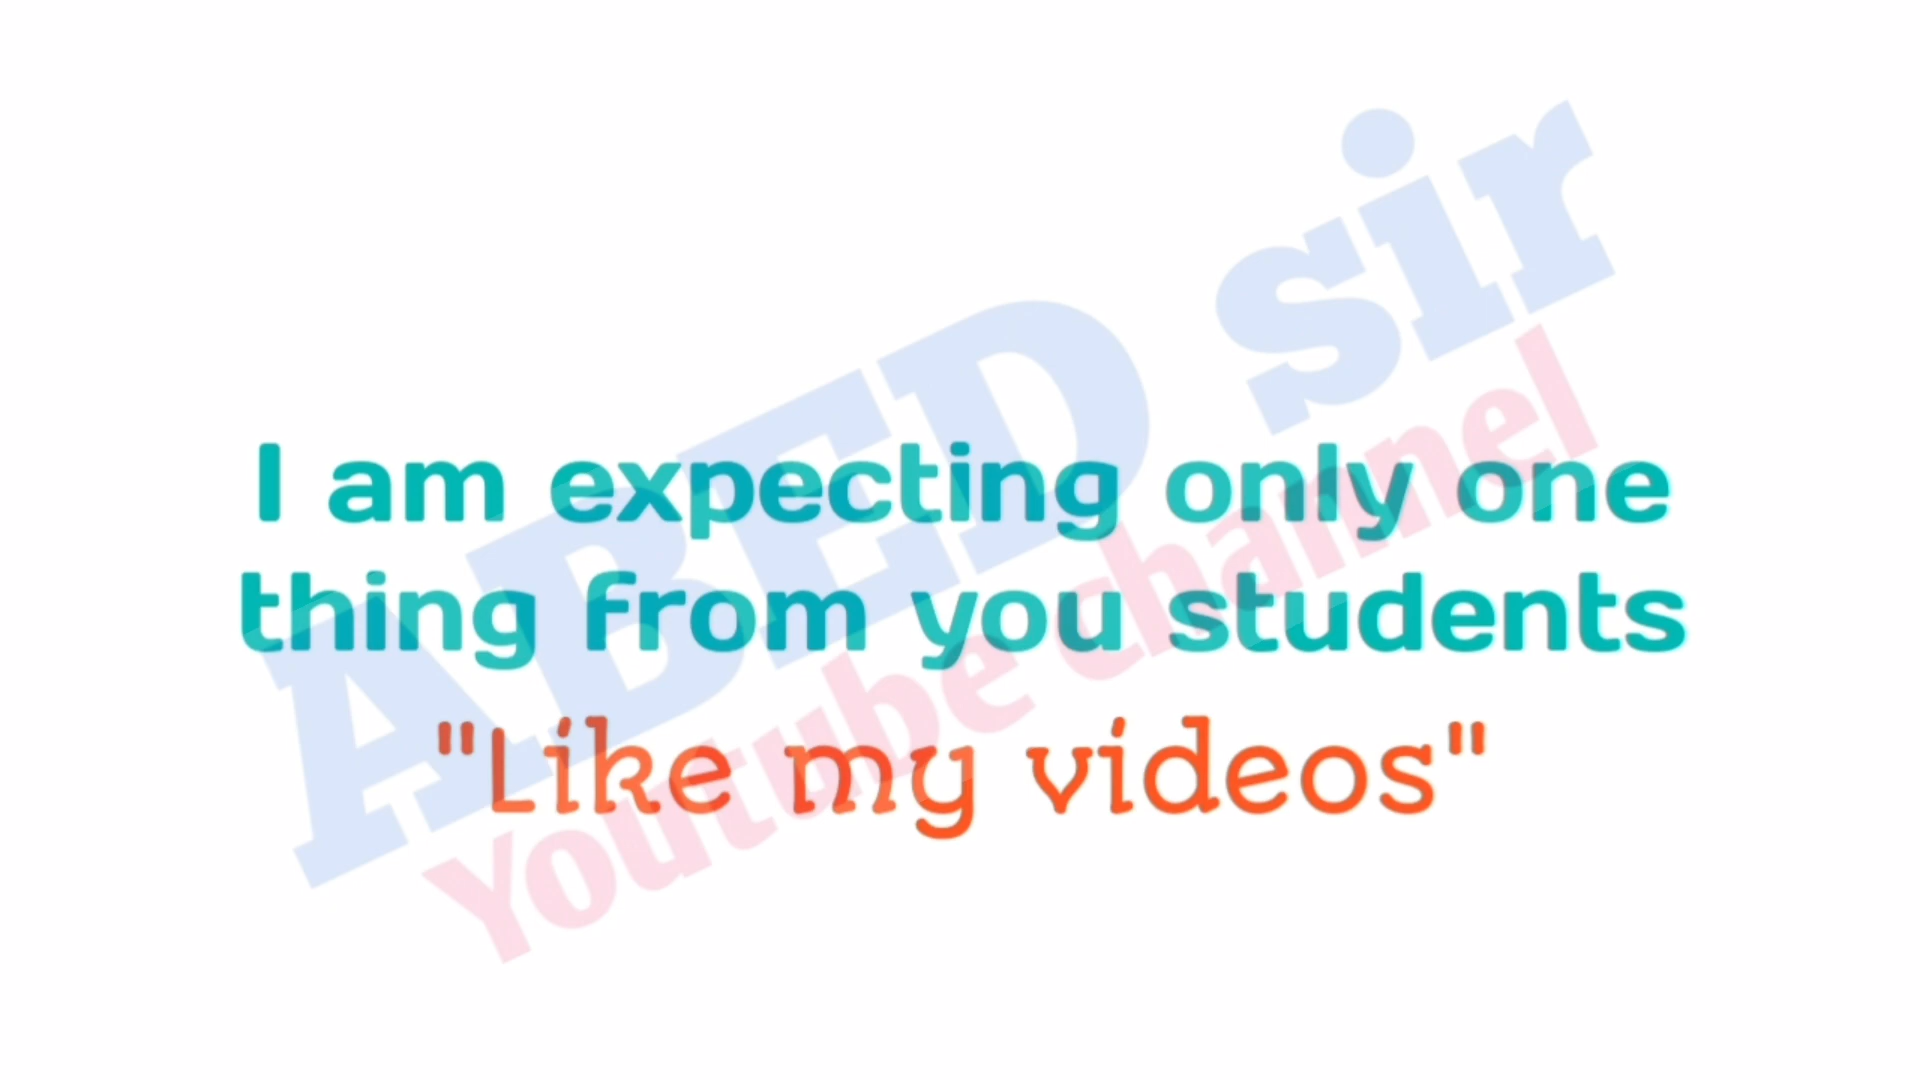 I am expecting only one
thing from you students
"Like my videos"
ABED sir
Youtube channel